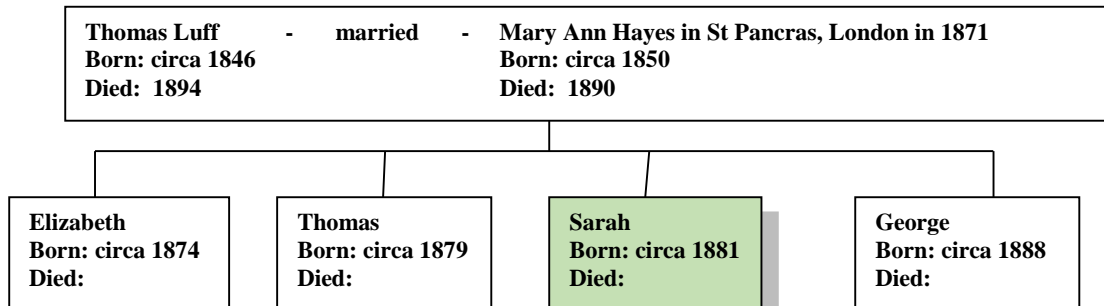 Thomas Luff - married - Mary Ann Hayes in St Pancras, London in 1871
Born: circa 1846 Born: circa 1850
Died: 1894 Died: 1890
Elizabeth
Born: circa 1874
Died:
Thomas
Born: circa 1879
Died:
Sarah
Born: circa 1881
Died:
George
Born: circa 1888
Died: